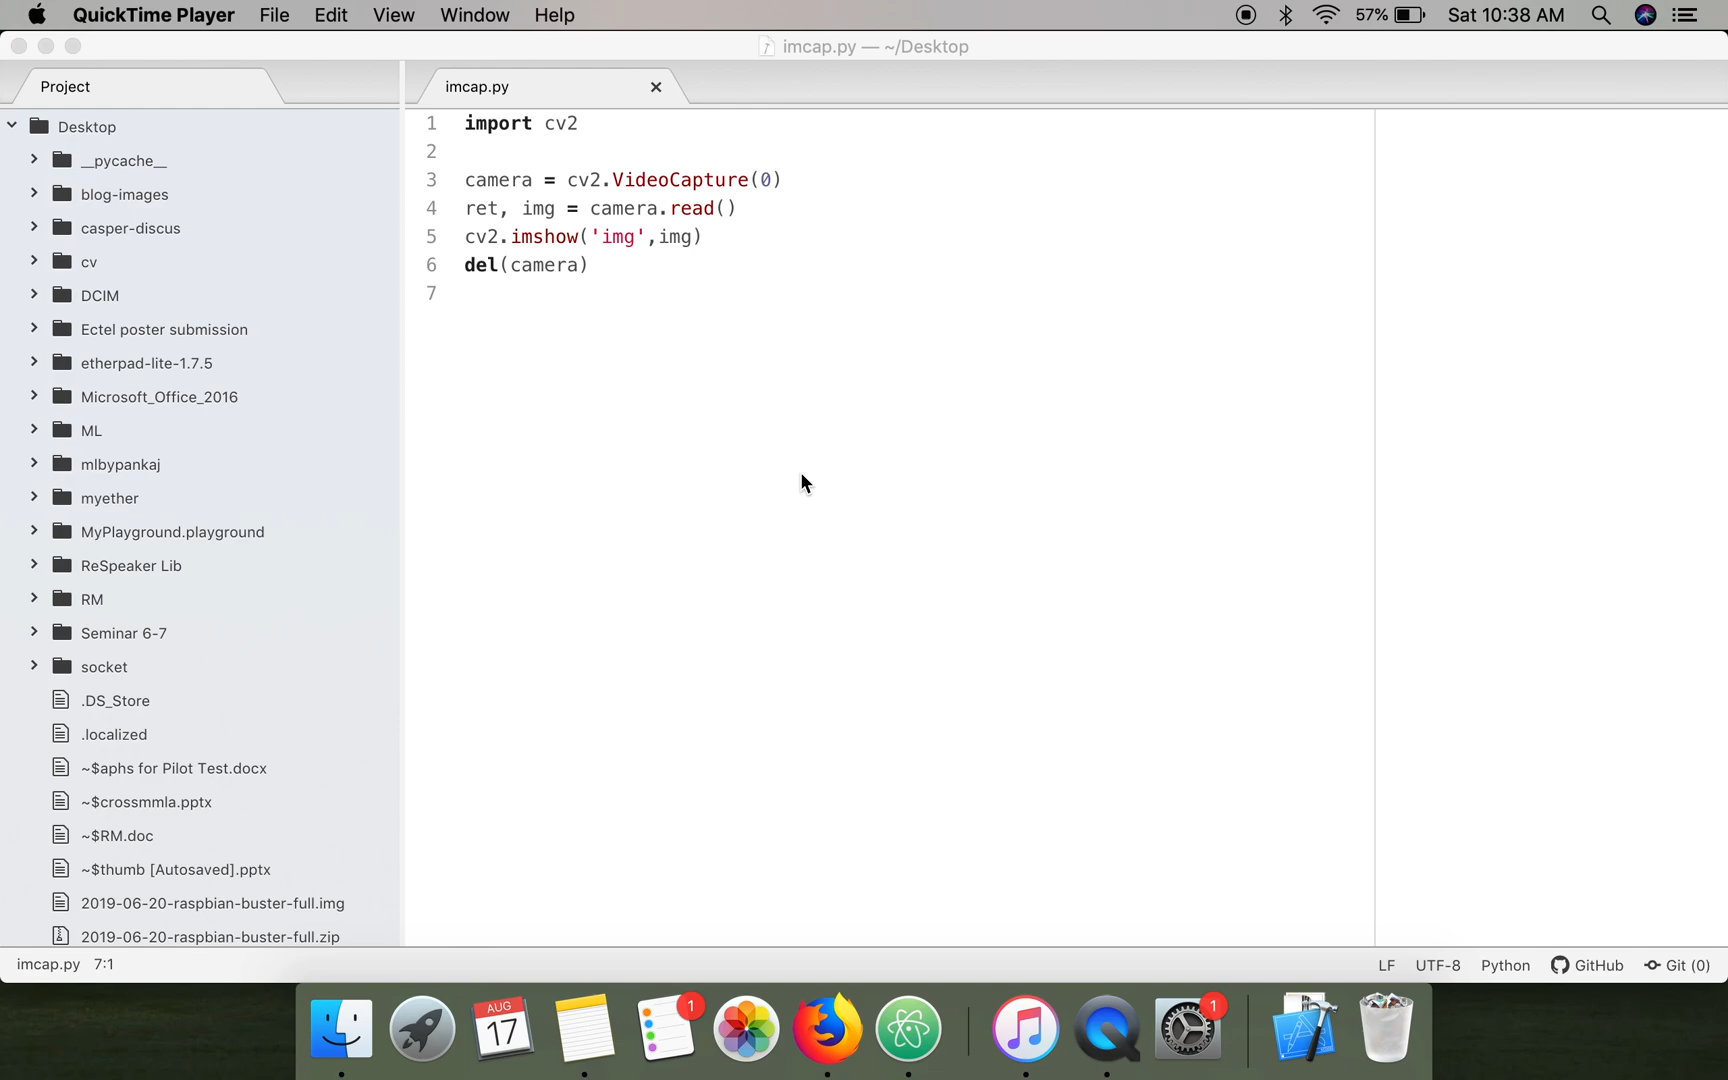 QuickTime Player File Edit View Window Help 57% Sat 10:38 AM
imcap.py — ~/Desktop
Project
imcap.py
Desktop
__pycache__
blog-images
casper-discus
cv
DCIM
Ectel poster submission
etherpad-lite-1.7.5
Microsoft_Office_2016
ML
mlbypankaj
myether
MyPlayground.playground
ReSpeaker Lib
RM
Seminar 6-7
socket
.DS_Store
.localized
~$aphs for Pilot Test.docx
~$crossmmla.pptx
~$RM.doc
~$thumb [Autosaved].pptx
2019-06-20-raspbian-buster-full.img
2019-06-20-raspbian-buster-full.zip
1 import cv2
2
3 camera = cv2.VideoCapture(0)
4 ret, img = camera.read()
5 cv2.imshow('img',img)
6 del(camera)
7
imcap.py 7:1 LF UTF-8 Python GitHub Git (0)
AUG
17
1
1